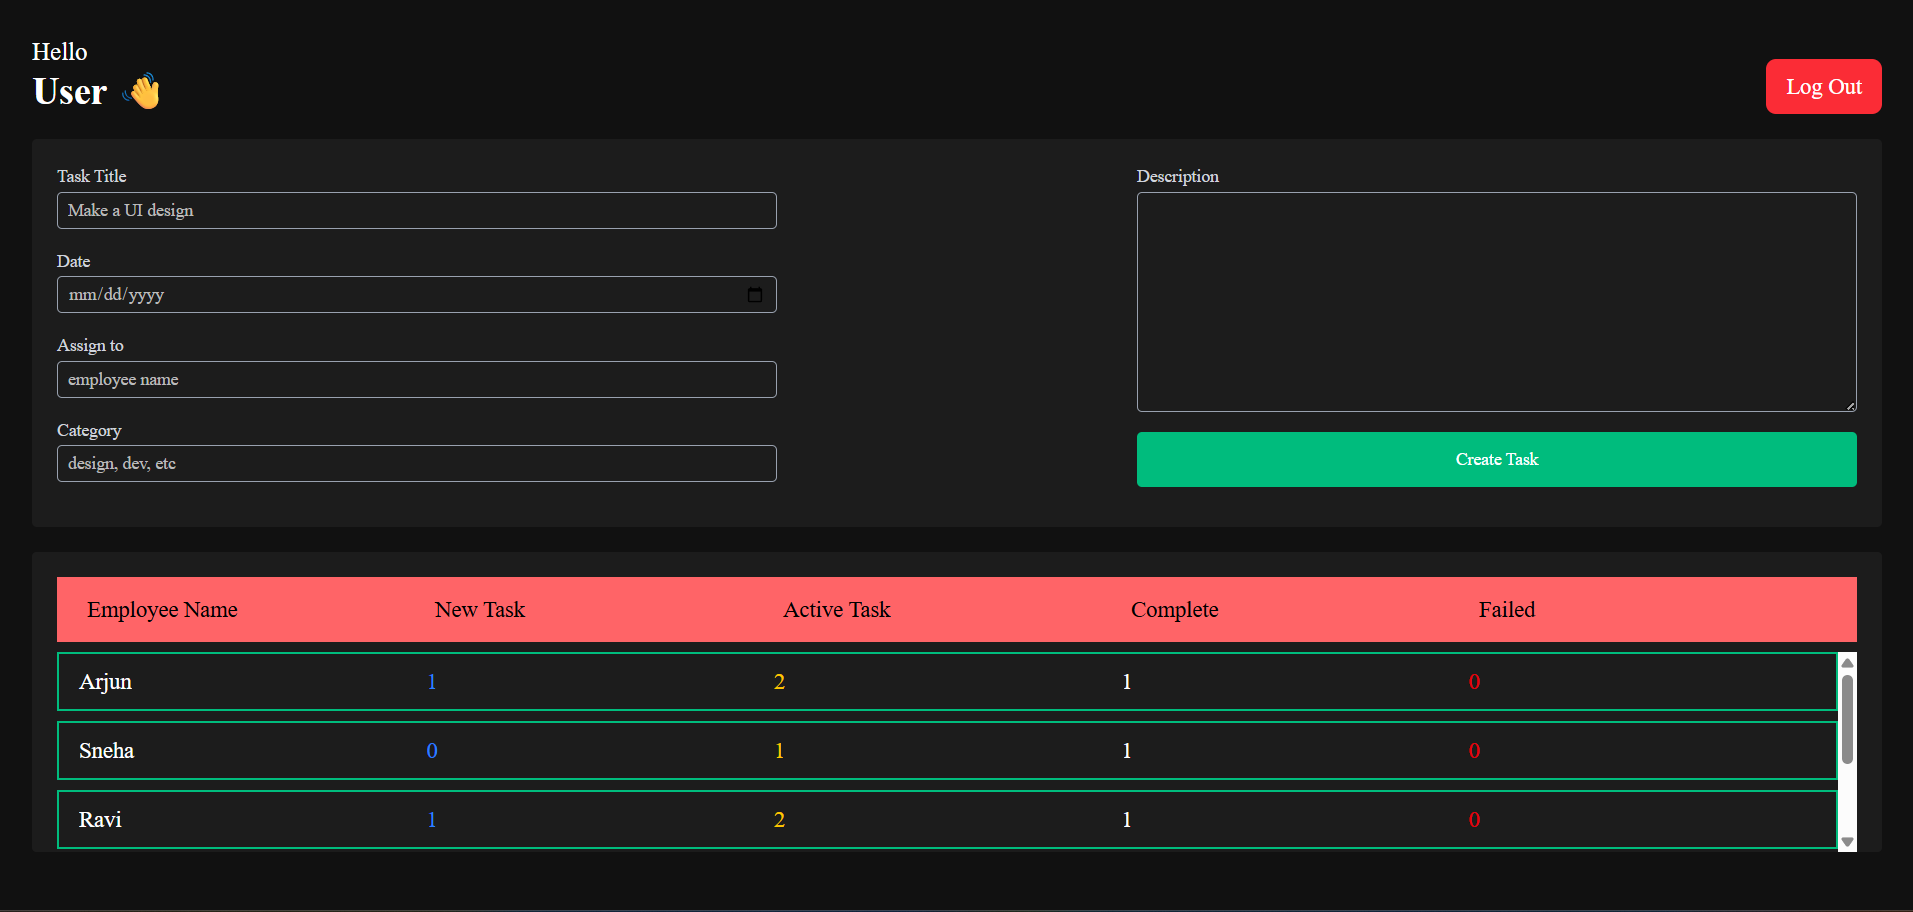 Hello
User 👋
Log Out
Task Title
Make a UI design
Date
mm/dd/yyyy
Assign to
employee name
Category
design, dev, etc
Description
Create Task
Employee Name New Task Active Task Complete Failed
Arjun 1 2 1 0
Sneha 0 1 1 0
Ravi 1 2 1 0